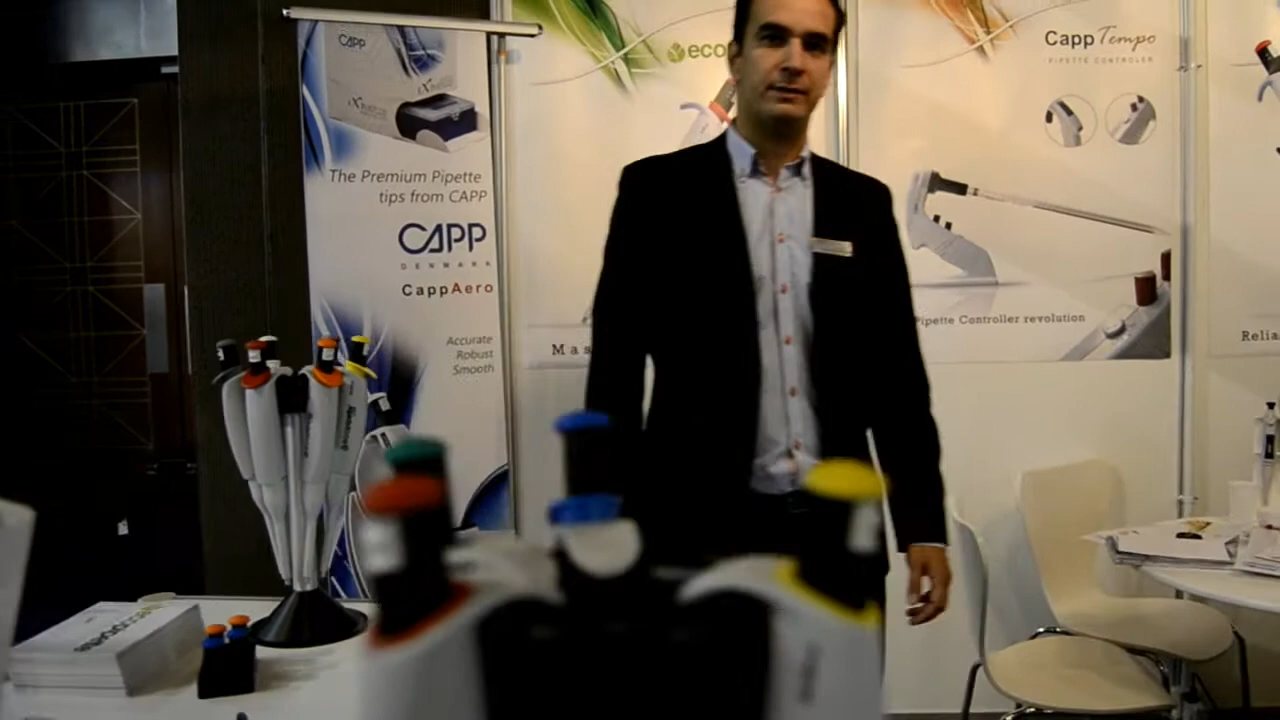 CAPP
The Premium Pipette
tips from CAPP
CAPP
DENMARK
CappAero
Accurate
Robust
Smooth
eco
Mas
Capp Tempo
PIPETTE CONTROLER
Pipette Controller revolution
Relia